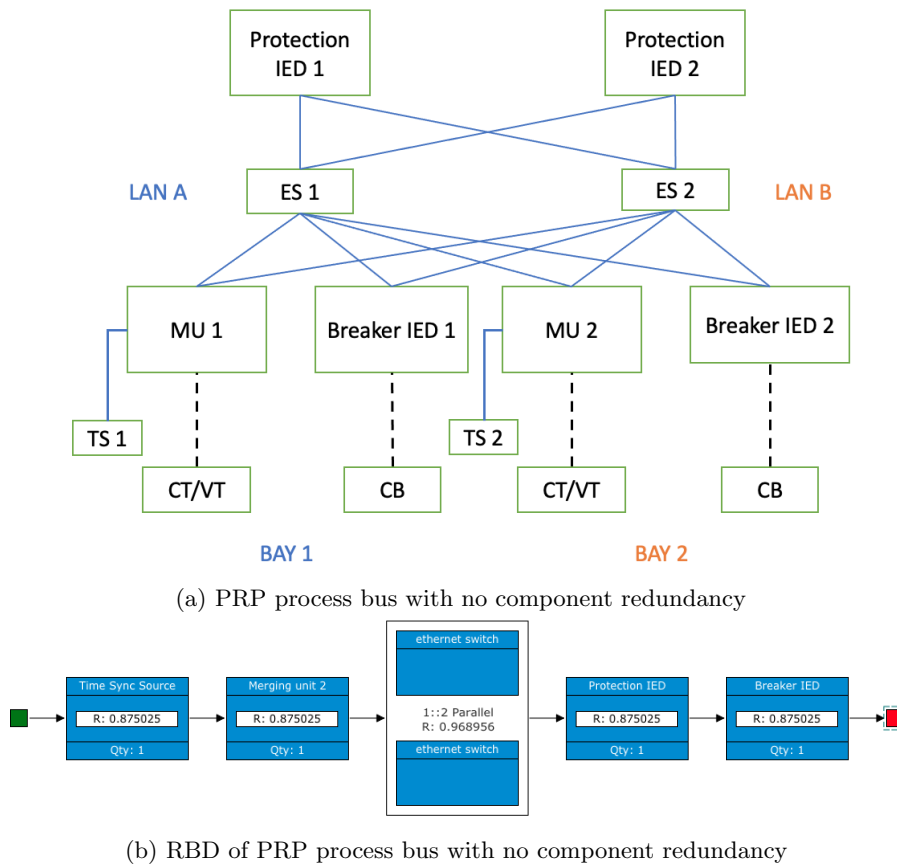 Protection
IED 1
Protection
IED 2
LAN A
ES 1
ES 2
LAN B
MU 1
Breaker IED 1
MU 2
Breaker IED 2
TS 1
TS 2
CT/VT
CB
CT/VT
CB
BAY 1
BAY 2
(a) PRP process bus with no component redundancy
ethernet switch
Time Sync Source
R: 0.875025
Qty: 1
Merging unit 2
R: 0.875025
Qty: 1
1::2 Parallel
R: 0.968956
ethernet switch
Protection IED
R: 0.875025
Qty: 1
Breaker IED
R: 0.875025
Qty: 1
(b) RBD of PRP process bus with no component redundancy